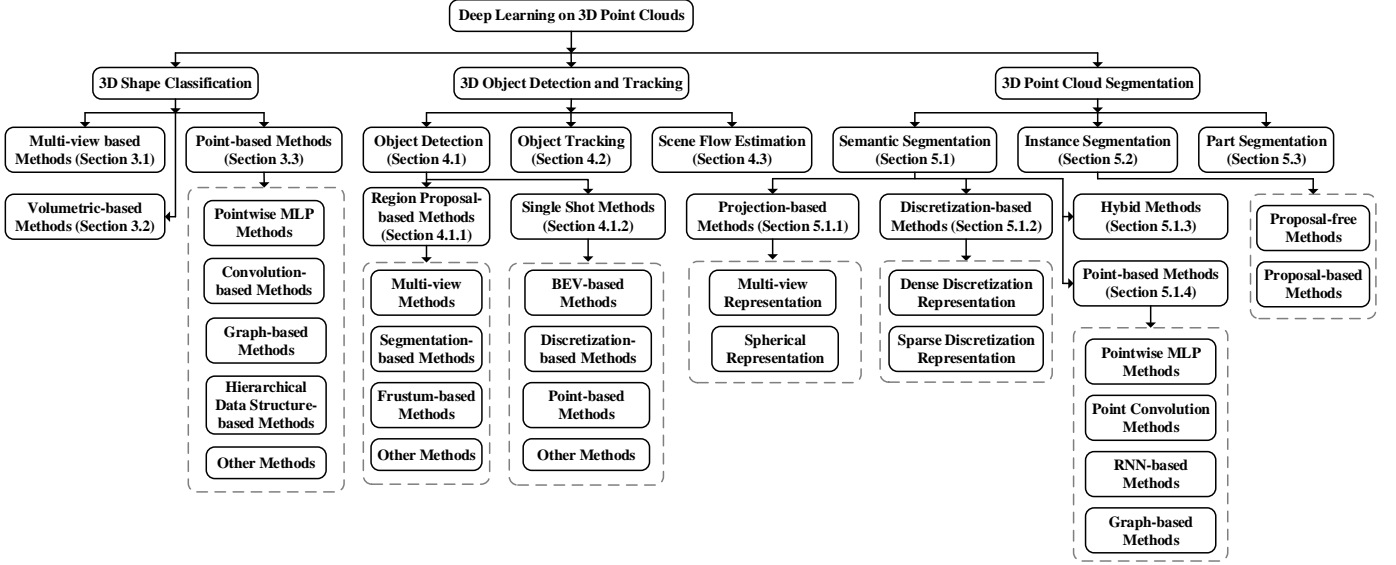 Deep Learning on 3D Point Clouds
3D Shape Classification
3D Object Detection and Tracking
3D Point Cloud Segmentation
Multi-view based
Methods (Section 3.1)
Point-based Methods
(Section 3.3)
Object Detection
(Section 4.1)
Object Tracking
(Section 4.2)
Scene Flow Estimation
(Section 4.3)
Semantic Segmentation
(Section 5.1)
Instance Segmentation
(Section 5.2)
Part Segmentation
(Section 5.3)
Volumetric-based
Methods (Section 3.2)
Pointwise MLP
Methods
Convolution-
based Methods
Graph-based
Methods
Hierarchical
Data Structure-
based Methods
Other Methods
Region Proposal-
based Methods
(Section 4.1.1)
Single Shot Methods
(Section 4.1.2)
Multi-view
Methods
Segmentation-
based Methods
Frustum-based
Methods
Other Methods
BEV-based
Methods
Discretization-
based Methods
Point-based
Methods
Other Methods
Projection-based
Methods (Section 5.1.1)
Discretization-based
Methods (Section 5.1.2)
Hybid Methods
(Section 5.1.3)
Point-based Methods
(Section 5.1.4)
Multi-view
Representation
Spherical
Representation
Dense Discretization
Representation
Sparse Discretization
Representation
Pointwise MLP
Methods
Point Convolution
Methods
RNN-based
Methods
Graph-based
Methods
Proposal-free
Methods
Proposal-based
Methods